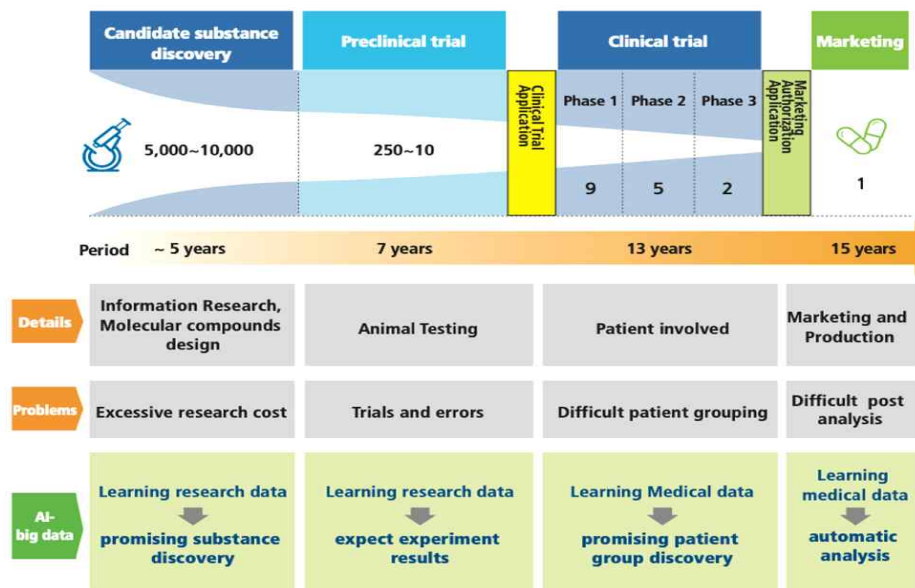 Candidate substance
discovery
Preclinical trial
Clinical trial
Marketing
Clinical Trial
Application
Marketing
Authorization
Application
Phase 1
Phase 2
Phase 3
5,000~10,000
250~10
9
5
2
1
Period
~ 5 years
7 years
13 years
15 years
Details
Information Research,
Molecular compounds
design
Animal Testing
Patient involved
Marketing and
Production
Problems
Excessive research cost
Trials and errors
Difficult patient grouping
Difficult post
analysis
AI-
big data
Learning research data
promising substance
discovery
Learning research data
expect experiment
results
Learning Medical data
promising patient
group discovery
Learning
medical data
automatic
analysis